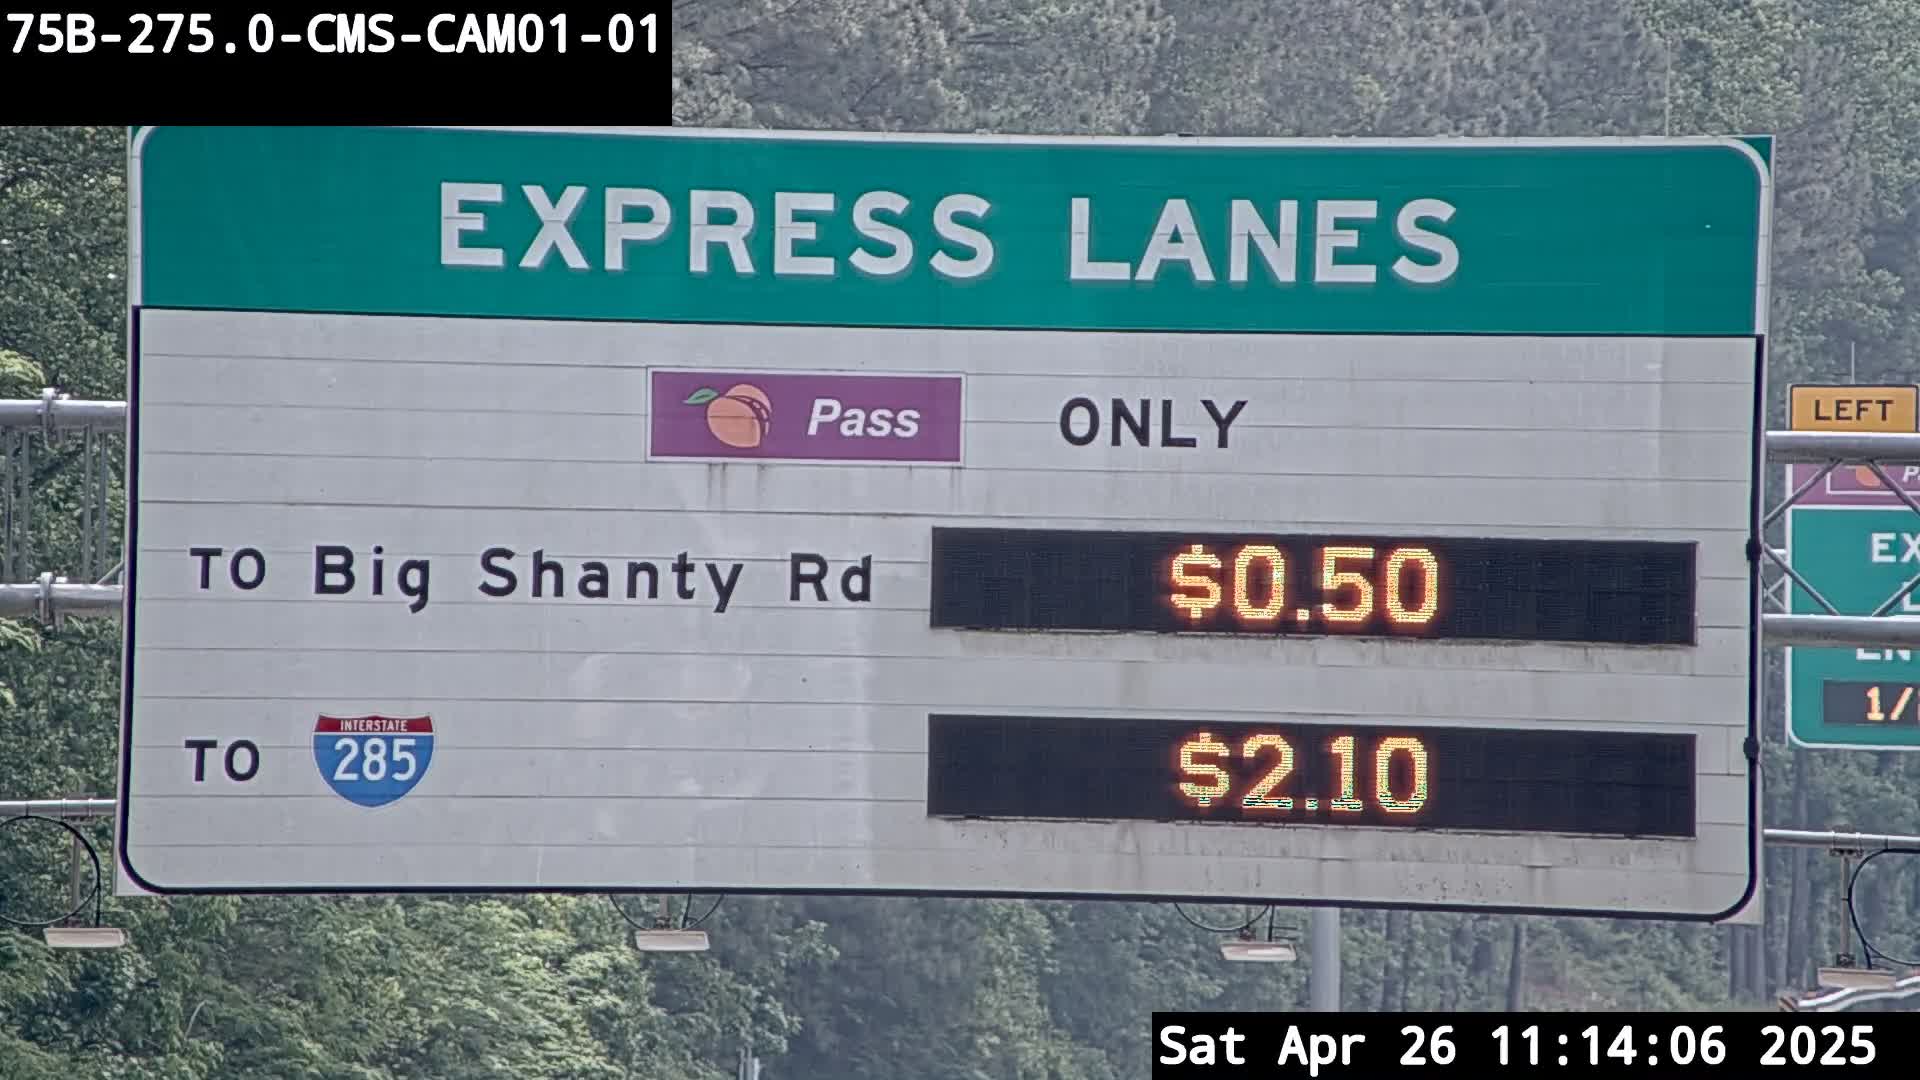 75B-275.0-CMS-CAM01-01
EXPRESS LANES
Pass ONLY
TO Big Shanty Rd $0.50
TO INTERSTATE 285 $2.10
LEFT
1/
Sat Apr 26 11:14:06 2025